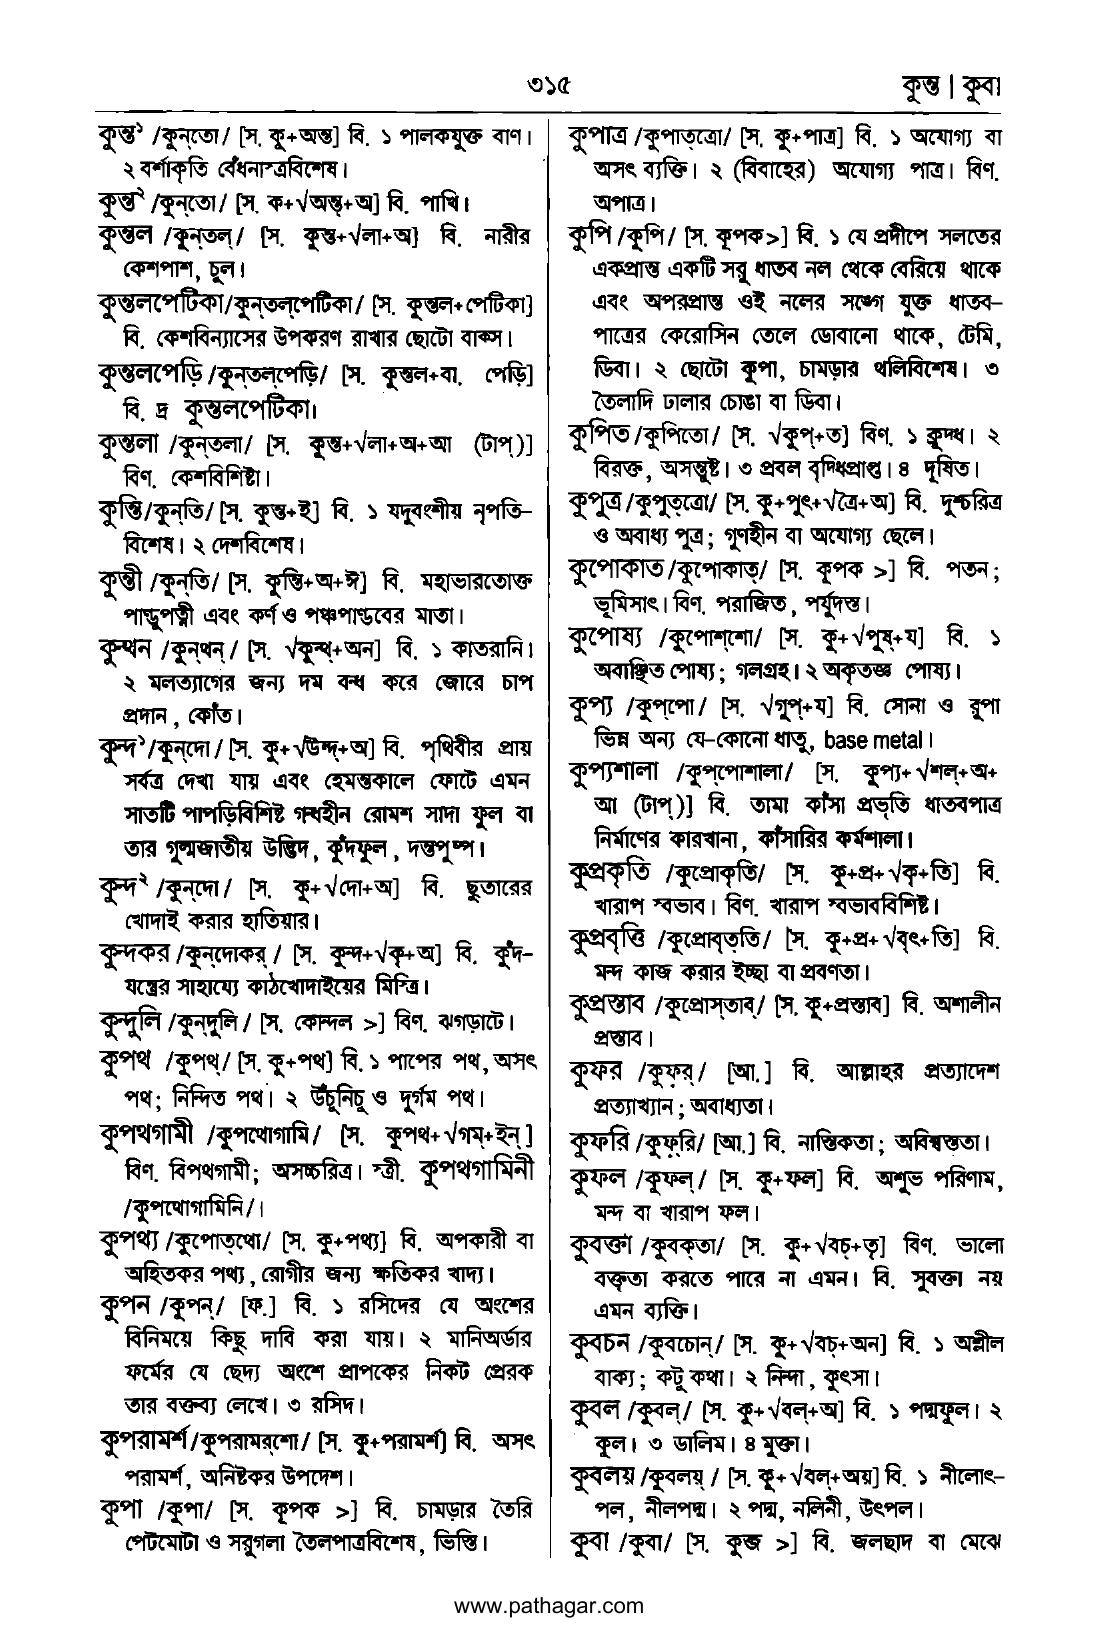 ৩১৫
কুন্ত | কুবা
কুন্ত১ /কুন্‌তো/ [স. কু+অন্ত] বি. ১ পালকযুক্ত বাণ।
২ বর্শাকৃতি বেঁধনাস্ত্রবিশেষ।
কুন্ত২ /কুন্‌তো/ [স. ক+√অন্ত্‌+অ] বি. পাখি।
কুন্তল /কুন্‌তল্‌/ [স. কুন্ত+√লা+অ] বি. নারীর
কেশপাশ, চুল।
কুন্তলপেটিকা/কুন্‌তল্‌পেটিকা/ [স. কুন্তল+পেটিকা]
বি. কেশবিন্যাসের উপকরণ রাখার ছোটো বাক্স।
কুন্তলপেড়ি /কুন্‌তল্‌পেড়ি/ [স. কুন্তল+বা. পেড়ি]
বি. দ্র কুন্তলপেটিকা।
কুন্তলা /কুন্‌তলা/ [স. কুন্ত+√লা+অ+আ (টাপ্‌)]
বিণ. কেশবিশিষ্টা।
কুন্তি/কুন্‌তি/ [স. কুন্ত+ই] বি. ১ যদুবংশীয় নৃপতি–
বিশেষ। ২ দেশবিশেষ।
কুন্তী /কুন্‌তি/ [স. কুন্তি+অ+ঈ] বি. মহাভারতোক্ত
পাণ্ডুপত্নী এবং কর্ণ ও পঞ্চপাণ্ডবের মাতা।
কুন্থন /কুন্‌থন্‌/ [স. √কুন্থ্‌+অন] বি. ১ কাতরানি।
২ মলত্যাগের জন্য দম বন্ধ করে জোরে চাপ
প্রদান, কোঁত।
কুন্দ১/কুন্‌দো/ [স. কু+√উন্দ্‌+অ] বি. পৃথিবীর প্রায়
সর্বত্র দেখা যায় এবং হেমন্তকালে ফোটে এমন
সাতটি পাপড়িবিশিষ্ট গন্ধহীন রোমশ সাদা ফুল বা
তার গুল্মজাতীয় উদ্ভিদ, কুঁদফুল, দন্তপুষ্প।
কুন্দ২ /কুন্‌দো/ [স. কু+√দো+অ] বি. ছুতারের
খোদাই করার হাতিয়ার।
কুন্দকর /কুন্‌দোকর্‌/ [স. কুন্দ+√কৃ+অ] বি. কুঁদ–
যন্ত্রের সাহায্যে কাঠখোদাইয়ের মিস্ত্রি।
কুন্দুলি /কুন্‌দুলি/ [স. কোন্দল >] বিণ. ঝগড়াটে।
কুপথ /কুপথ্‌/ [স. কু+পথ] বি. ১ পাপের পথ, অসৎ
পথ; নিন্দিত পথ। ২ উঁচুনিচু ও দুর্গম পথ।
কুপথগামী /কুপথোগামি/ [স. কুপথ+√গম্‌+ইন্‌]
বিণ. বিপথগামী; অসচ্চরিত্র। স্ত্রী. কুপথগামিনী
/কুপথোগামিনি/।
কুপথ্য /কুপোত্‌থো/ [স. কু+পথ্য] বি. অপকারী বা
অহিতকর পথ্য, রোগীর জন্য ক্ষতিকর খাদ্য।
কুপন /কুপন্‌/ [ফ.] বি. ১ রসিদের যে অংশের
বিনিময়ে কিছু দাবি করা যায়। ২ মানিঅর্ডার
ফর্মের যে ছেদ্য অংশে প্রাপকের নিকট প্রেরক
তার বক্তব্য লেখে। ৩ রসিদ।
কুপরামর্শ/কুপরামর্‌শো/ [স. কু+পরামর্শ] বি. অসৎ
পরামর্শ, অনিষ্টকর উপদেশ।
কুপা /কুপা/ [স. কূপক >] বি. চামড়ার তৈরি
পেটমোটা ও সরুগলা তৈলপাত্রবিশেষ, ভিস্তি।
কুপাত্র /কুপাত্‌ত্রো/ [স. কু+পাত্র] বি. ১ অযোগ্য বা
অসৎ ব্যক্তি। ২ (বিবাহের) অযোগ্য পাত্র। বিণ.
অপাত্র।
কুপি /কুপি/ [স. কূপক>] বি. ১ যে প্রদীপে সলতের
একপ্রান্ত একটি সরু ধাতব নল থেকে বেরিয়ে থাকে
এবং অপরপ্রান্ত ওই নলের সঙ্গে যুক্ত ধাতব–
পাত্রের কেরোসিন তেলে ডোবানো থাকে, টেমি,
ডিবা। ২ ছোটো কুপা, চামড়ার থলিবিশেষ। ৩
তৈলাদি ঢালার চোঙা বা ডিবা।
কুপিত /কুপিতো/ [স. √কুপ্‌+ত] বিণ. ১ ক্রুদ্ধ। ২
বিরক্ত, অসন্তুষ্ট। ৩ প্রবল বৃদ্ধিপ্রাপ্ত। ৪ দূষিত।
কুপুত্র /কুপুত্‌ত্রো/ [স. কু+পুৎ+√ত্রৈ+অ] বি. দুশ্চরিত্র
ও অবাধ্য পুত্র; গুণহীন বা অযোগ্য ছেলে।
কুপোকাত /কুপোকাত্‌/ [স. কূপক >] বি. পতন;
ভূমিসাৎ। বিণ. পরাজিত, পর্যুদস্ত।
কুপোষ্য /কুপোশ্‌শো/ [স. কু+√পুষ্‌+য] বি. ১
অবাঞ্ছিত পোষ্য; গলগ্রহ। ২ অকৃতজ্ঞ পোষ্য।
কুপ্য /কুপ্‌পো/ [স. √গুপ্‌+য] বি. সোনা ও রুপা
ভিন্ন অন্য যে–কোনো ধাতু, base metal।
কুপ্যশালা /কুপ্‌পোশালা/ [স. কুপ্য+√শল্‌+অ+
আ (টাপ্‌)] বি. তামা কাঁসা প্রভৃতি ধাতবপাত্র
নির্মাণের কারখানা, কাঁসারির কর্মশালা।
কুপ্রকৃতি /কুপ্রোকৃতি/ [স. কু+প্র+√কৃ+তি] বি.
খারাপ স্বভাব। বিণ. খারাপ স্বভাববিশিষ্ট।
কুপ্রবৃত্তি /কুপ্রোবৃত্‌তি/ [স. কু+প্র+√বৃৎ+তি] বি.
মন্দ কাজ করার ইচ্ছা বা প্রবণতা।
কুপ্রস্তাব /কুপ্রোস্‌তাব্‌/ [স. কু+প্রস্তাব] বি. অশালীন
প্রস্তাব।
কুফর /কুফ়র্‌/ [আ.] বি. আল্লাহর প্রত্যাদেশ
প্রত্যাখ্যান; অবাধ্যতা।
কুফরি /কুফ়্‌রি/ [আ.] বি. নাস্তিকতা; অবিশ্বস্ততা।
কুফল /কুফল্‌/ [স. কু+ফল] বি. অশুভ পরিণাম,
মন্দ বা খারাপ ফল।
কুবক্তা /কুবক্‌তা/ [স. কু+√বচ্‌+তৃ] বিণ. ভালো
বক্তৃতা করতে পারে না এমন। বি. সুবক্তা নয়
এমন ব্যক্তি।
কুবচন /কুবচোন্‌/ [স. কু+√বচ্‌+অন] বি. ১ অশ্লীল
বাক্য; কটু কথা। ২ নিন্দা, কুৎসা।
কুবল /কুবল্‌/ [স. কু+√বল্‌+অ] বি. ১ পদ্মফুল। ২
কুল। ৩ ডালিম। ৪ মুক্তা।
কুবলয় /কুবলয়্‌/ [স. কু+√বল্‌+অয়] বি. ১ নীলোৎ–
পল, নীলপদ্ম। ২ পদ্ম, নলিনী, উৎপল।
কুবা /কুবা/ [স. কুব্জ >] বি. জলছাদ বা মেঝে
www.pathagar.com